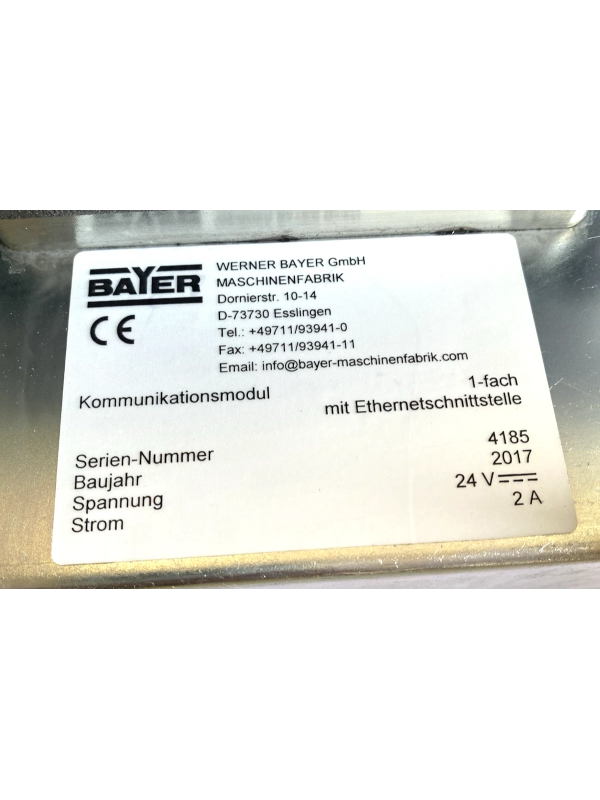 BAYER
CE
WERNER BAYER GmbH
MASCHINENFABRIK
Dornierstr. 10-14
D-73730 Esslingen
Tel.: +49711/93941-0
Fax: +49711/93941-11
Email: info@bayer-maschinenfabrik.com
Kommunikationsmodul 1-fach
mit Ethernetschnittstelle
Serien-Nummer 4185
Baujahr 2017
Spannung 24 V⎓
Strom 2 A